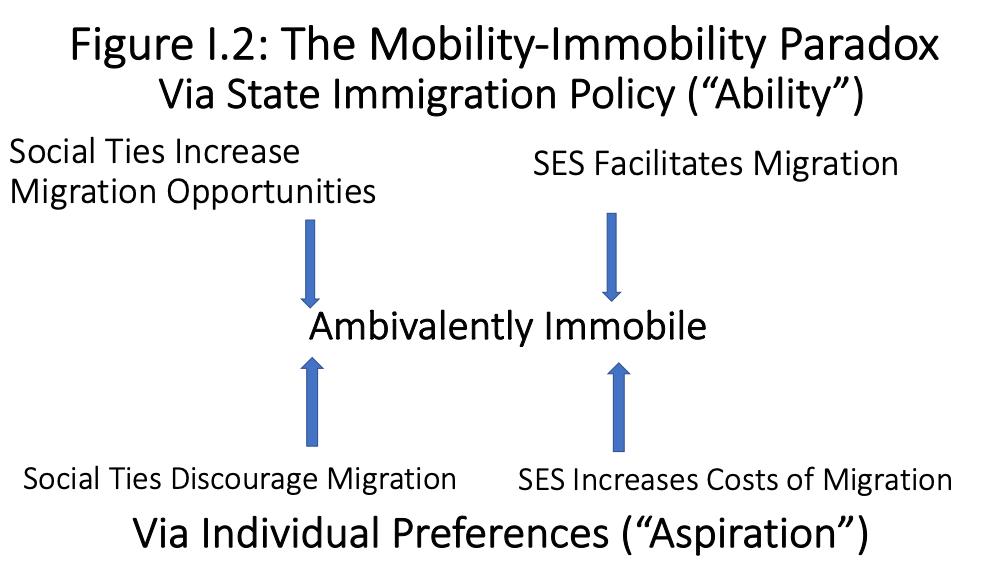 Figure I.2: The Mobility-Immobility Paradox
Via State Immigration Policy (“Ability”)
Social Ties Increase
Migration Opportunities
SES Facilitates Migration
Ambivalently Immobile
Social Ties Discourage Migration
SES Increases Costs of Migration
Via Individual Preferences (“Aspiration”)